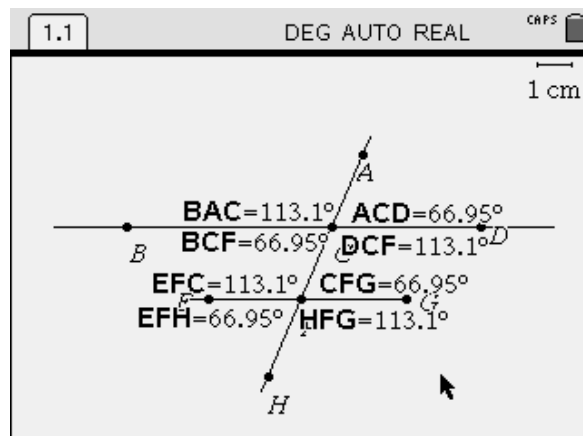 1.1 DEG AUTO REAL CAPS
1 cm
A
BAC=113.1° ACD=66.95°
B BCF=66.95° C DCF=113.1° D
EFC=113.1° CFG=66.95°
E G
EFH=66.95° HFG=113.1°
F
H